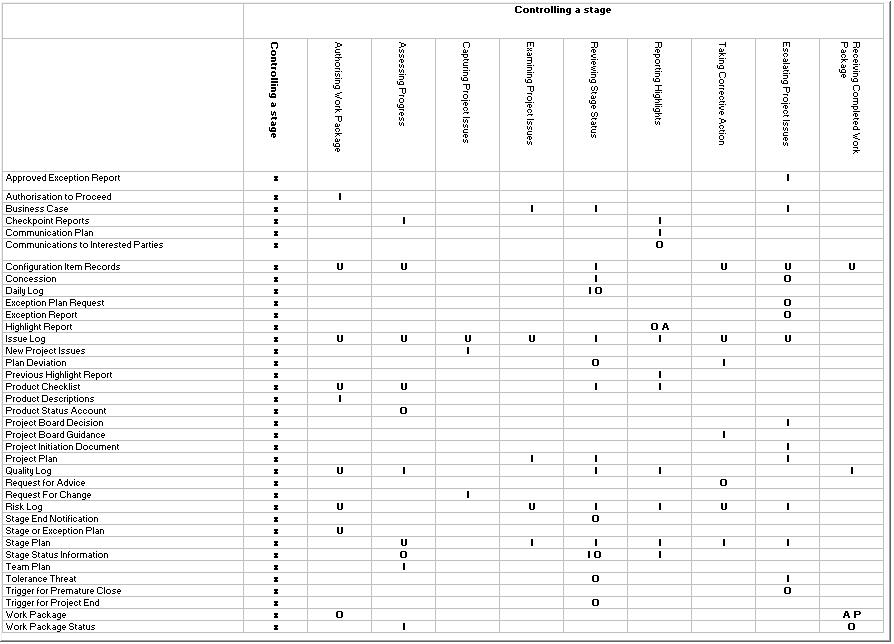 Controlling a stage
Controlling a stage Authorising Work Package Assessing Progress Capturing Project Issues Examining Project Issues Reviewing Stage Status Reporting Highlights Taking Corrective Action Escalating Project Issues Receiving Completed Work Package
Approved Exception Report x I
Authorisation to Proceed x I
Business Case x I I I
Checkpoint Reports x I I
Communication Plan x I
Communications to Interested Parties x O
Configuration Item Records x U U I U U U
Concession x I O
Daily Log x I O
Exception Plan Request x O
Exception Report x O
Highlight Report x O A
Issue Log x U U U U I I U U
New Project Issues x I
Plan Deviation x O I
Previous Highlight Report x I
Product Checklist x U U I I
Product Descriptions x I
Product Status Account x O
Project Board Decision x I
Project Board Guidance x I
Project Initiation Document x I
Project Plan x I I I
Quality Log x U I I I I
Request for Advice x O
Request For Change x I
Risk Log x U U I I U I
Stage End Notification x O
Stage or Exception Plan x U
Stage Plan x U I I I I I
Stage Status Information x O I O I
Team Plan x I
Tolerance Threat x O I
Trigger for Premature Close x O
Trigger for Project End x O
Work Package x O A P
Work Package Status x I O